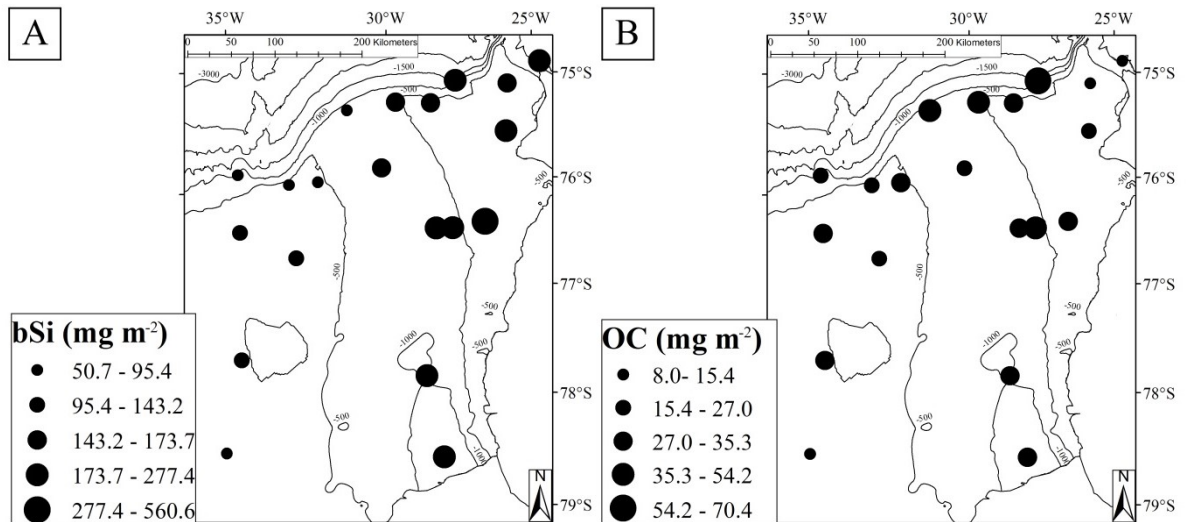 A
35°W 30°W 25°W
0 50 100 200 Kilometers
-3000
-1500
-500
-1000
75°S
76°S
-500
77°S
-500
-500
-1000
-500
78°S
-500
-1000
79°S
N
bSi (mg m⁻²)
50.7 - 95.4
95.4 - 143.2
143.2 - 173.7
173.7 - 277.4
277.4 - 560.6
B
35°W 30°W 25°W
0 50 100 200 Kilometers
-3000
-1500
-500
-1000
75°S
76°S
-500
77°S
-500
-500
-1000
-500
78°S
-500
-1000
79°S
N
OC (mg m⁻²)
8.0- 15.4
15.4 - 27.0
27.0 - 35.3
35.3 - 54.2
54.2 - 70.4